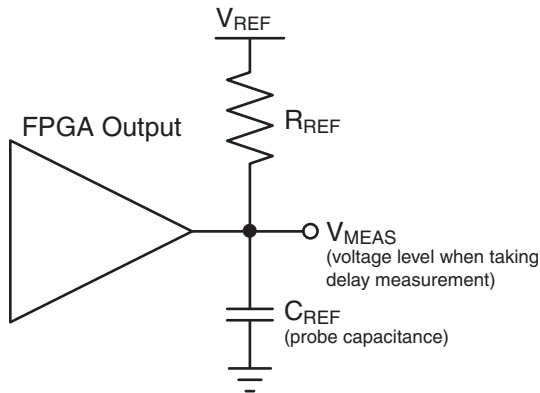 VREF
FPGA Output
RREF
VMEAS
(voltage level when taking
delay measurement)
CREF
(probe capacitance)